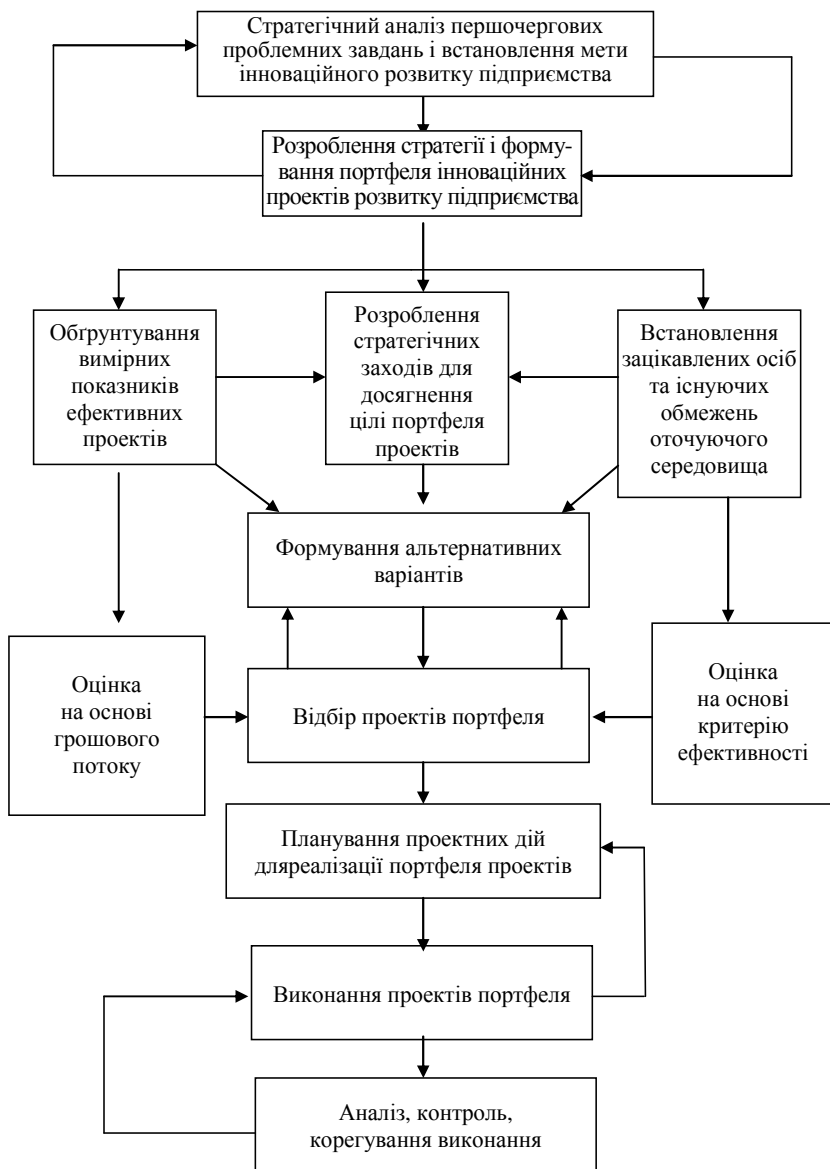 Стратегічний аналіз першочергових
проблемних завдань і встановлення мети
інноваційного розвитку підприємства
Розроблення стратегії і форму-
вання портфеля інноваційних
проектів розвитку підприємства
Обґрунтування
вимірних
показників
ефективних
проектів
Розроблення
стратегічних
заходів для
досягнення
цілі портфеля
проектів
Встановлення
зацікавлених осіб
та існуючих
обмежень
оточуючого
середовища
Формування альтернативних
варіантів
Оцінка
на основі
грошового
потоку
Відбір проектів портфеля
Оцінка
на основі
критерію
ефективності
Планування проектних дій
дляреалізації портфеля проектів
Виконання проектів портфеля
Аналіз, контроль,
корегування виконання